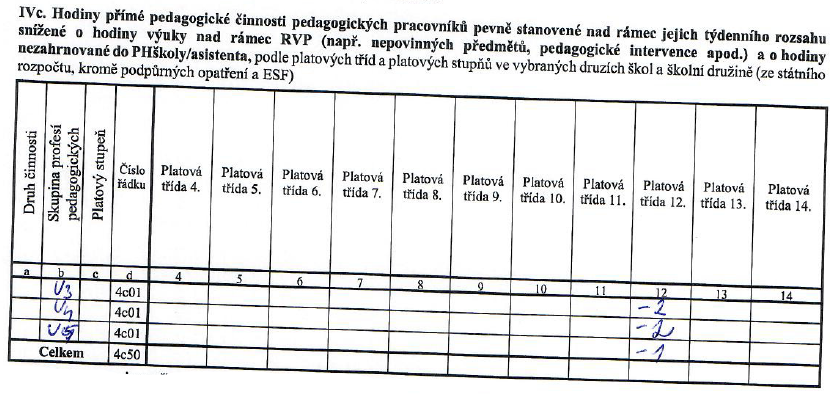 IVc. Hodiny přímé pedagogické činnosti pedagogických pracovníků pevně stanovené nad rámec jejich týdenního rozsahu
snížené o hodiny výuky nad rámec RVP (např. nepovinných předmětů, pedagogické intervence apod.) a o hodiny
nezahrnované do PHškoly/asistenta, podle platových tříd a platových stupňů ve vybraných druzích škol a školní družině (ze státního
rozpočtu, kromě podpůrných opatření a ESF)
Druh činnosti Skupina profesí pedagogických Platový stupeň Číslo řádku Platová třída 4. Platová třída 5. Platová třída 6. Platová třída 7. Platová třída 8. Platová třída 9. Platová třída 10. Platová třída 11. Platová třída 12. Platová třída 13. Platová třída 14.
a b c d 4 5 6 7 8 9 10 11 12 13 14
U3 4c01 -2
U4 4c01 -2
U5 4c01 -1
Celkem 4c50